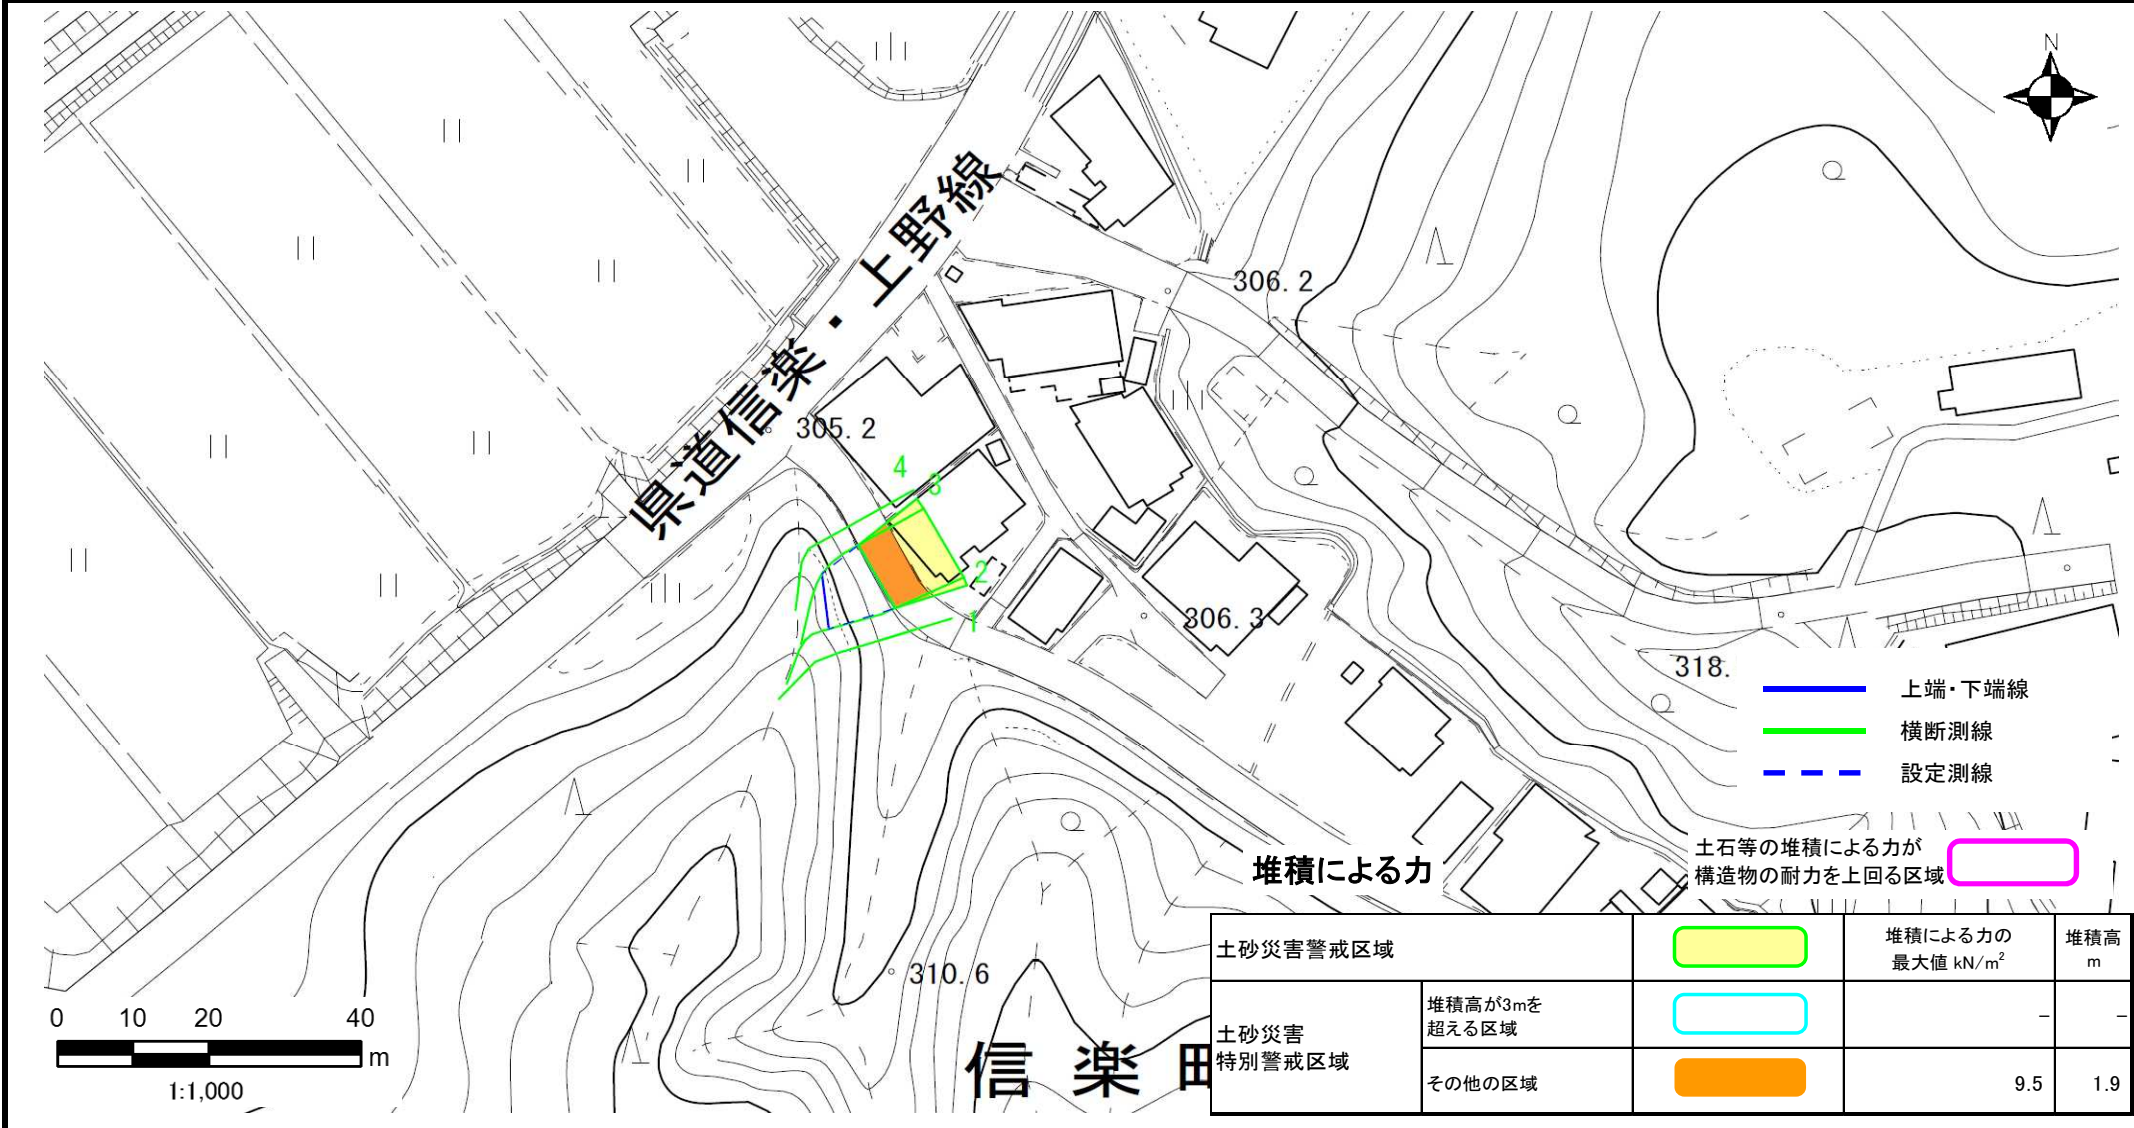 N
県道信楽・上野線
306.2
305.2
4
3
2
1
306.3
318.
上端・下端線
横断測線
設定測線
堆積による力
土石等の堆積による力が
構造物の耐力を上回る区域
310.6
信楽町
0 10 20 40
m
1:1,000
土砂災害警戒区域
堆積による力の
最大値 kN/m²
堆積高
m
土砂災害
特別警戒区域
堆積高が3mを
超える区域
－ －
その他の区域
9.5 1.9